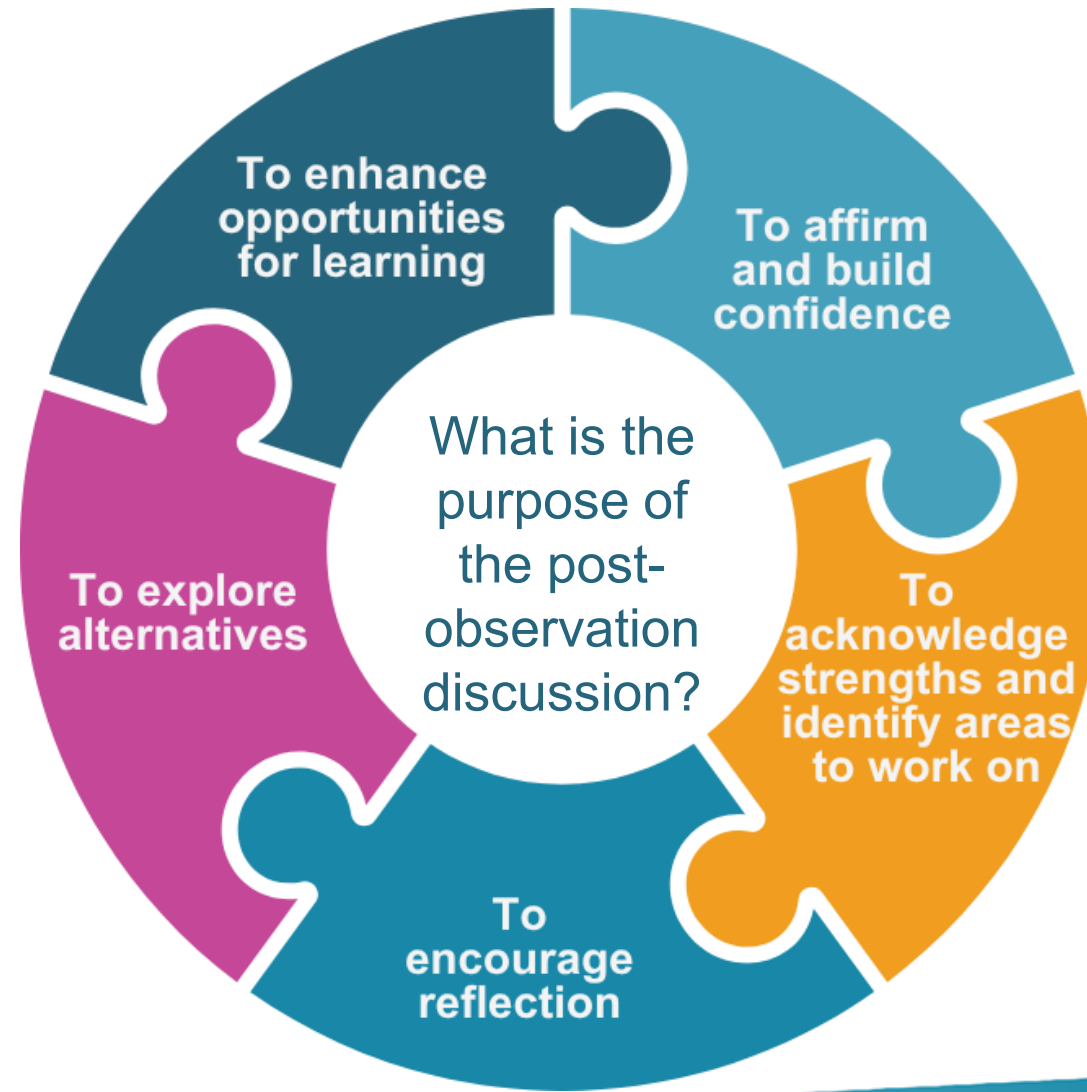 To enhance
opportunities
for learning
To affirm
and build
confidence
What is the
purpose of
the post-
observation
discussion?
To explore
alternatives
To
acknowledge
strengths and
identify areas
to work on
To
encourage
reflection